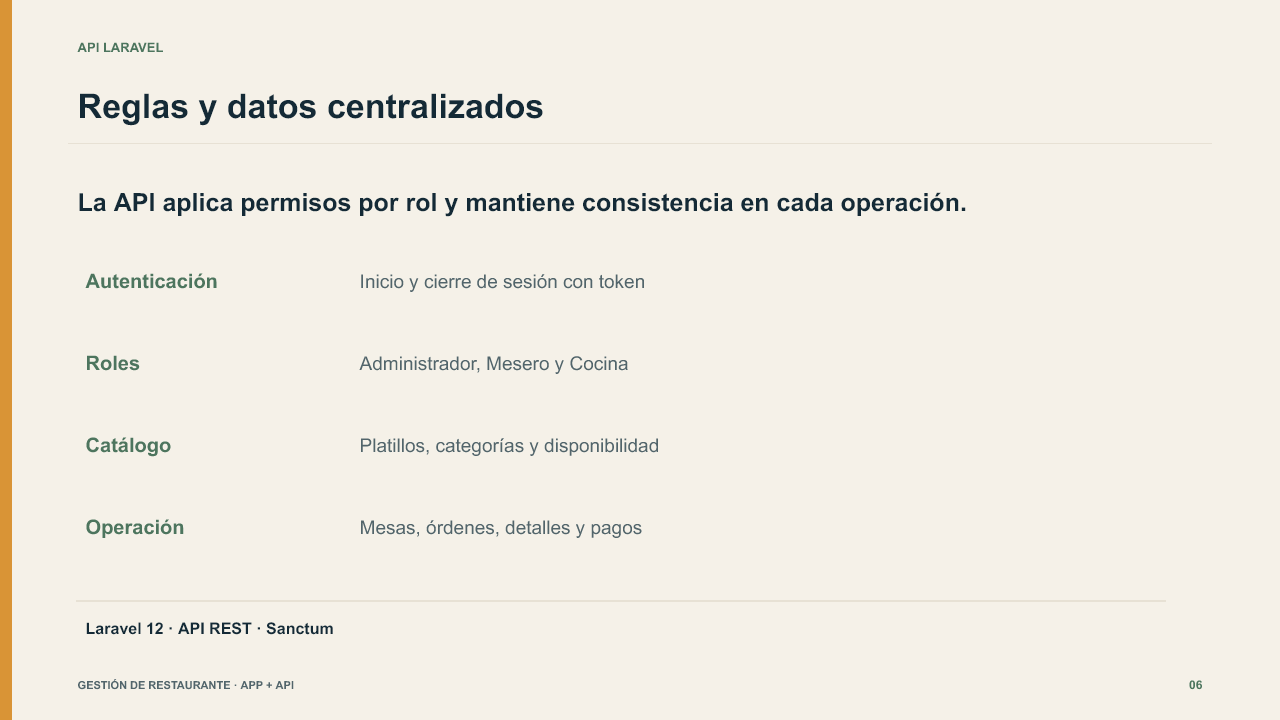 API LARAVEL
Reglas y datos centralizados
La API aplica permisos por rol y mantiene consistencia en cada operación.
Autenticación Inicio y cierre de sesión con token
Roles Administrador, Mesero y Cocina
Catálogo Platillos, categorías y disponibilidad
Operación Mesas, órdenes, detalles y pagos
Laravel 12 · API REST · Sanctum
GESTIÓN DE RESTAURANTE · APP + API 06